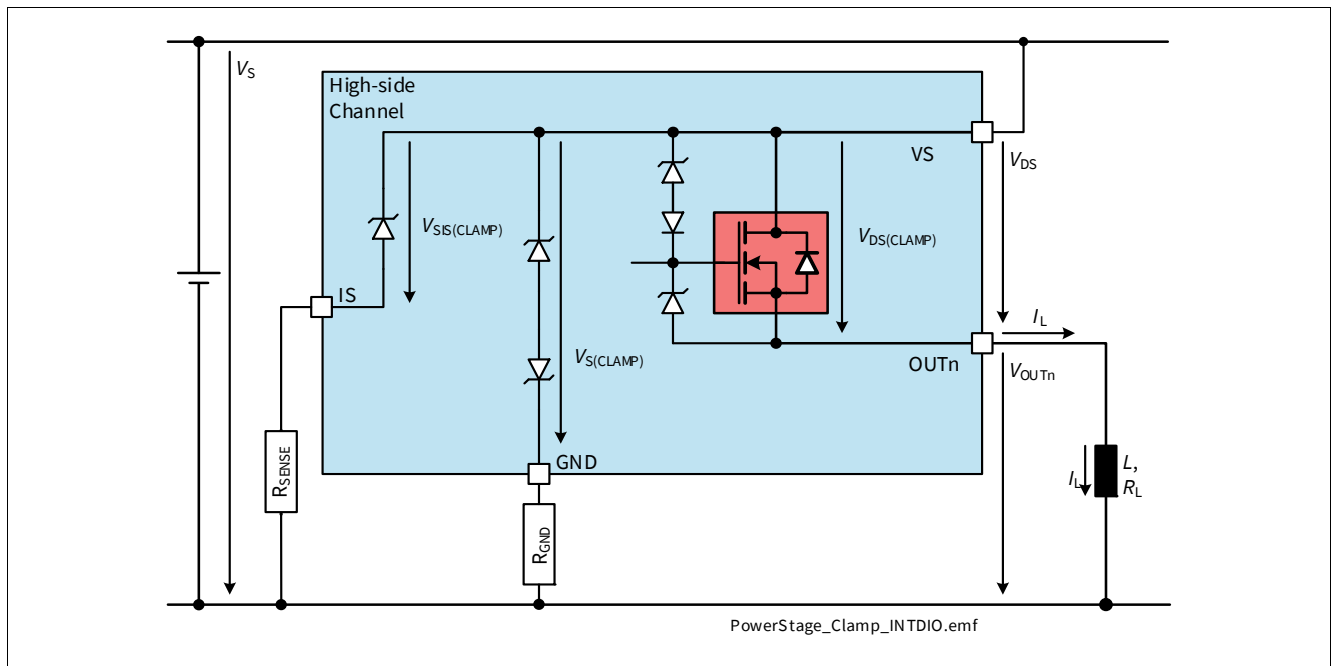 VS
High-side
Channel
VS
VDS
VSIS(CLAMP)
VDS(CLAMP)
IS
IL
VS(CLAMP)
OUTn
VOUTn
GND
RSENSE
IL
L,
RL
RGND
PowerStage_Clamp_INTDIO.emf